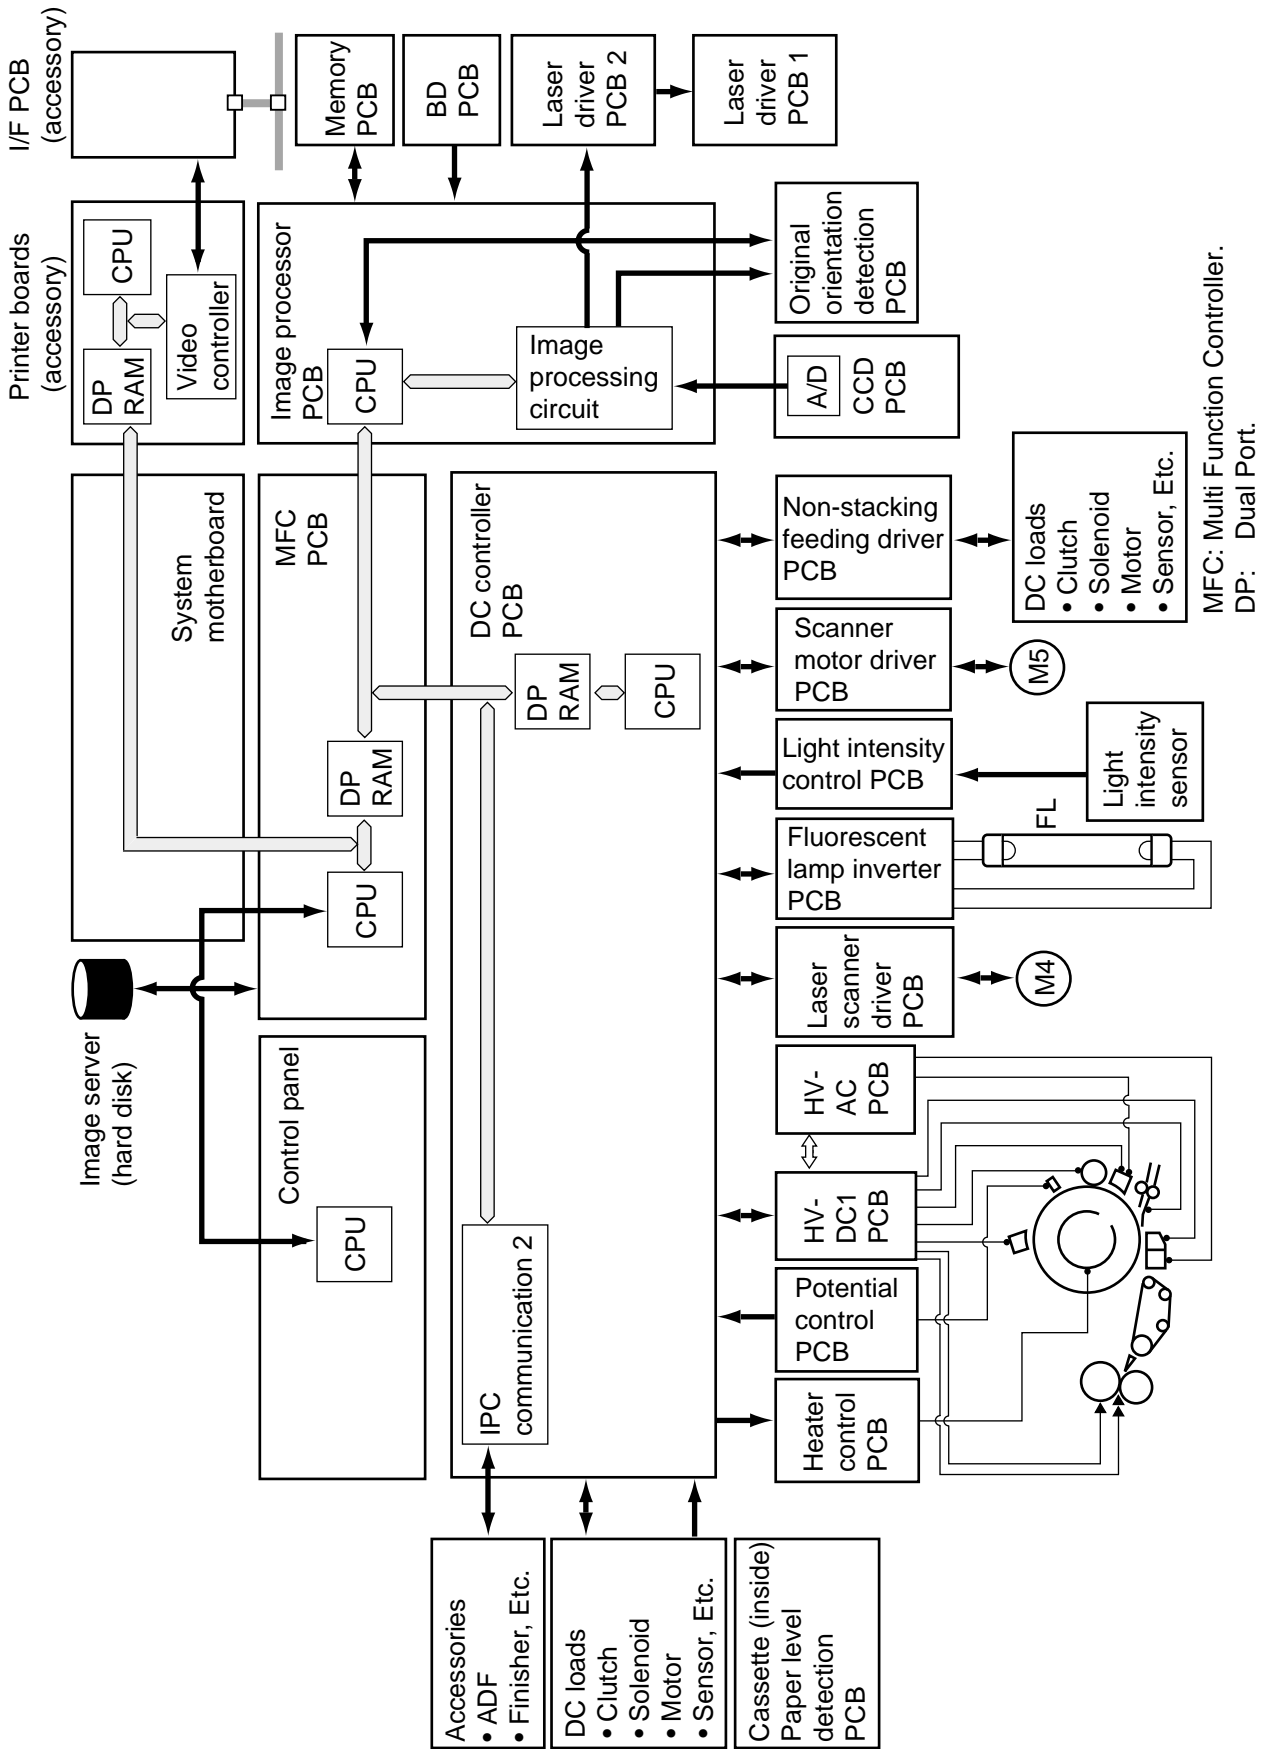 Image server
(hard disk)
Printer boards
(accessory)
I/F PCB
(accessory)
System
motherboard
DP
RAM
CPU
Video
controller
Control panel
CPU
MFC
PCB
CPU
DP
RAM
Image processor
PCB
CPU
Image
processing
circuit
Memory
PCB
BD
PCB
Laser
driver
PCB 2
Laser
driver
PCB 1
Accessories
• ADF
• Finisher, Etc.
DC loads
• Clutch
• Solenoid
• Motor
• Sensor, Etc.
Cassette (inside)
Paper level
detection
PCB
IPC
communication 2
DC controller
PCB
DP
RAM
CPU
Heater
control
PCB
Potential
control
PCB
HV-
DC1
PCB
HV-
AC
PCB
Laser
scanner
driver
PCB
M4
Fluorescent
lamp inverter
PCB
FL
Light intensity
control PCB
Light
intensity
sensor
Scanner
motor driver
PCB
M5
Non-stacking
feeding driver
PCB
DC loads
• Clutch
• Solenoid
• Motor
• Sensor, Etc.
A/D
CCD
PCB
Original
orientation
detection
PCB
MFC: Multi Function Controller.
DP: Dual Port.